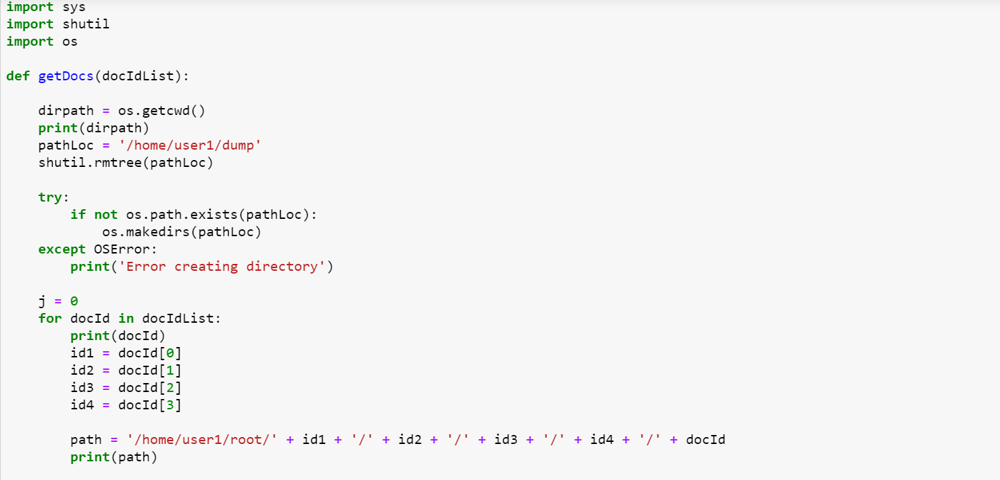 import sys
import shutil
import os
def getDocs(docIdList):
    dirpath = os.getcwd()
    print(dirpath)
    pathLoc = '/home/user1/dump'
    shutil.rmtree(pathLoc)
    try:
        if not os.path.exists(pathLoc):
            os.makedirs(pathLoc)
    except OSError:
        print('Error creating directory')
    j = 0
    for docId in docIdList:
        print(docId)
        id1 = docId[0]
        id2 = docId[1]
        id3 = docId[2]
        id4 = docId[3]
        path = '/home/user1/root/' + id1 + '/' + id2 + '/' + id3 + '/' + id4 + '/' + docId
        print(path)